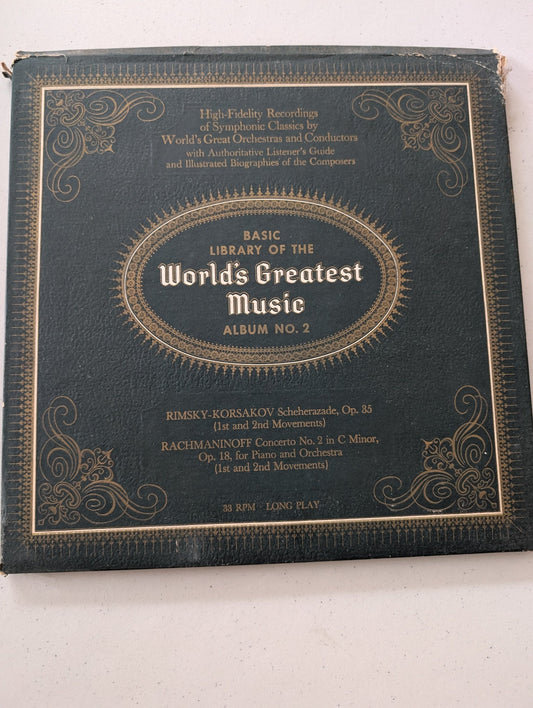 High-Fidelity Recordings
of Symphonic Classics by
World's Great Orchestras and Conductors
with Authoritative Listener's Guide
and Illustrated Biographies of the Composers
BASIC
LIBRARY OF THE
World's Greatest
Music
ALBUM NO. 2
RIMSKY-KORSAKOV Scheherazade, Op. 35
(1st and 2nd Movements)
RACHMANINOFF Concerto No. 2 in C Minor,
Op. 18, for Piano and Orchestra
(1st and 2nd Movements)
33 RPM · LONG PLAY